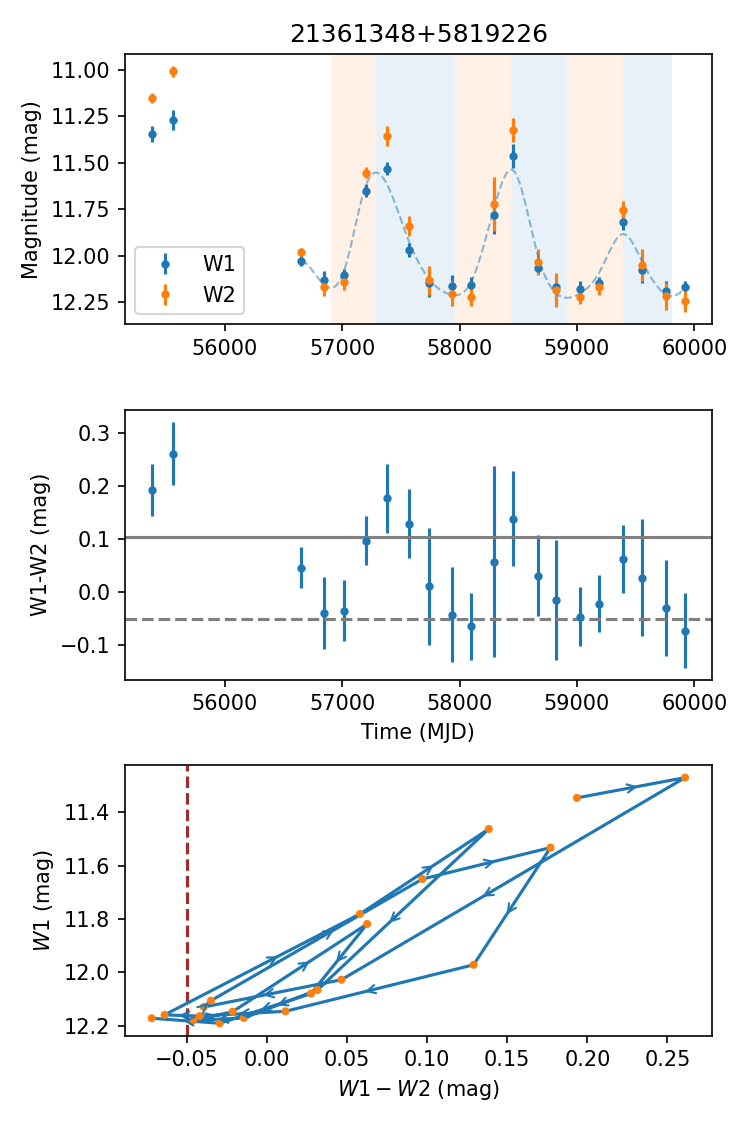 21361348+5819226
11.00
11.25
11.50
11.75
12.00
12.25
Magnitude (mag)
W1
W2
56000 57000 58000 59000 60000
0.3
0.2
0.1
0.0
−0.1
W1-W2 (mag)
56000 57000 58000 59000 60000
Time (MJD)
11.4
11.6
11.8
12.0
12.2
W1 (mag)
−0.05 0.00 0.05 0.10 0.15 0.20 0.25
W1 − W2 (mag)